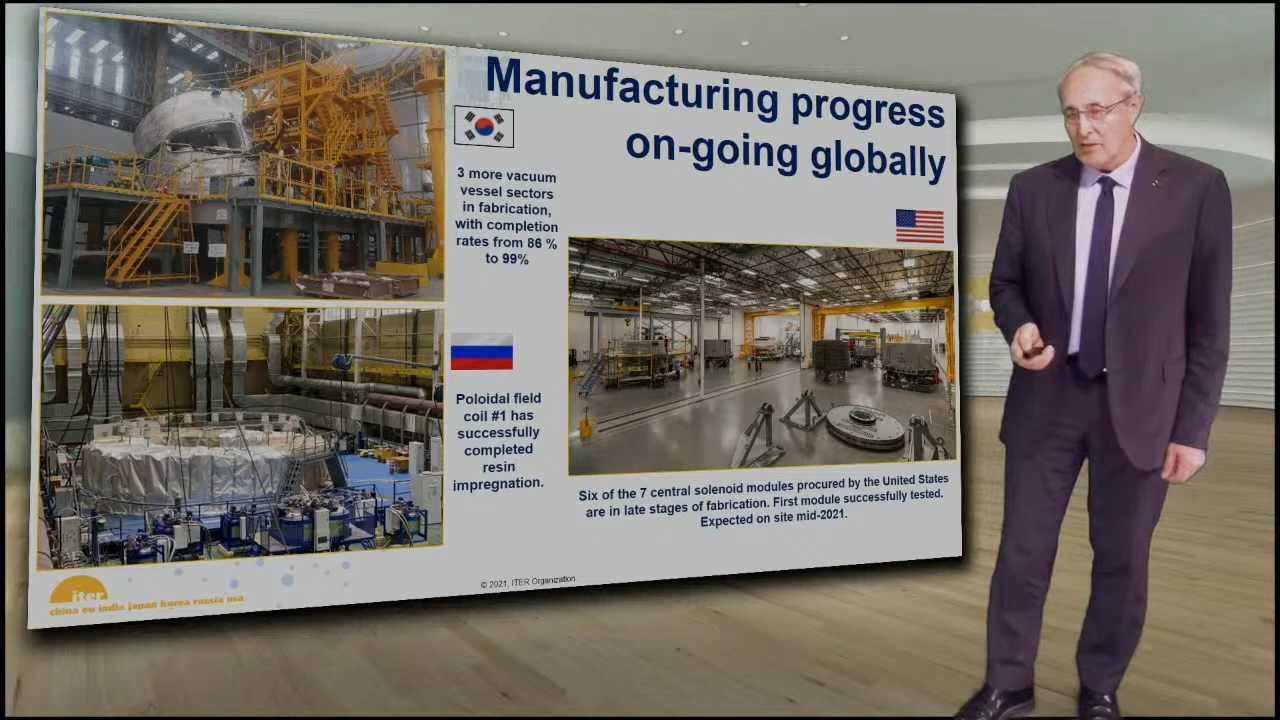 Manufacturing progress
on-going globally
3 more vacuum
vessel sectors
in fabrication,
with completion
rates from 86 %
to 99%
Poloidal field
coil #1 has
successfully
completed
resin
impregnation.
Six of the 7 central solenoid modules procured by the United States
are in late stages of fabrication. First module successfully tested.
Expected on site mid-2021.
© 2021, ITER Organization
iter
china eu india japan korea russia usa